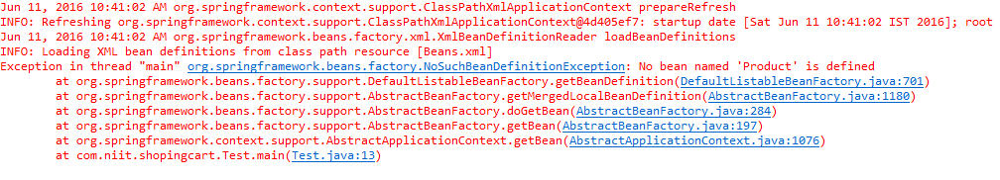 Jun 11, 2016 10:41:02 AM org.springframework.context.support.ClassPathXmlApplicationContext prepareRefresh
INFO: Refreshing org.springframework.context.support.ClassPathXmlApplicationContext@4d405ef7: startup date [Sat Jun 11 10:41:02 IST 2016]; root
Jun 11, 2016 10:41:02 AM org.springframework.beans.factory.xml.XmlBeanDefinitionReader loadBeanDefinitions
INFO: Loading XML bean definitions from class path resource [Beans.xml]
Exception in thread "main" org.springframework.beans.factory.NoSuchBeanDefinitionException: No bean named 'Product' is defined
at org.springframework.beans.factory.support.DefaultListableBeanFactory.getBeanDefinition(DefaultListableBeanFactory.java:701)
at org.springframework.beans.factory.support.AbstractBeanFactory.getMergedLocalBeanDefinition(AbstractBeanFactory.java:1180)
at org.springframework.beans.factory.support.AbstractBeanFactory.doGetBean(AbstractBeanFactory.java:284)
at org.springframework.beans.factory.support.AbstractBeanFactory.getBean(AbstractBeanFactory.java:197)
at org.springframework.context.support.AbstractApplicationContext.getBean(AbstractApplicationContext.java:1076)
at com.niit.shopingcart.Test.main(Test.java:13)